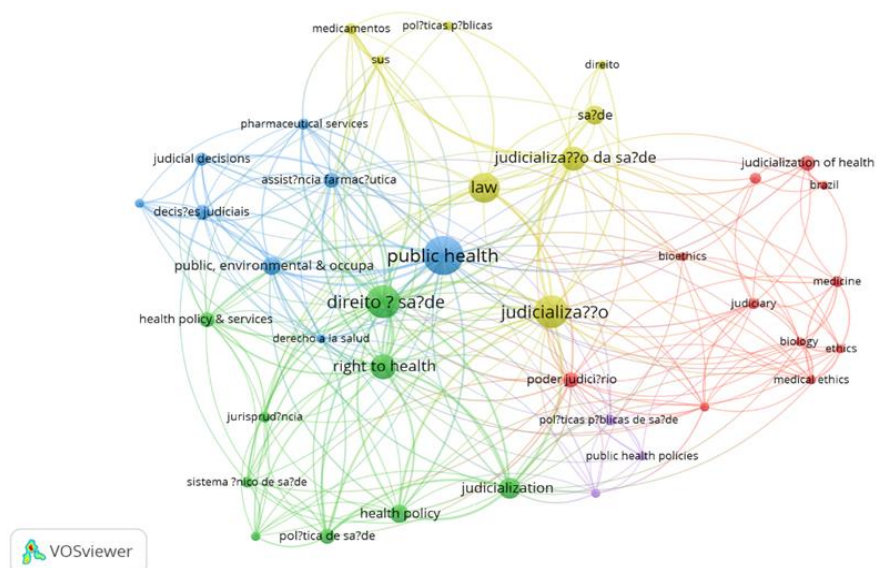 medicamentos
pol?ticas p?blicas
sus
direito
sa?de
pharmaceutical services
judicial decisions
judicializa??o da sa?de
judicialization of health
assist?ncia farmac?utica
law
brazil
decis?es judiciais
public health
bioethics
public, environmental & occupa
medicine
direito ? sa?de
judicializa??o
judiciary
health policy & services
derecho a la salud
biology
ethics
right to health
poder judici?rio
medical ethics
jurisprud?ncia
pol?ticas p?blicas de sa?de
public health policies
sistema ?nico de sa?de
judicialization
health policy
pol?tica de sa?de
VOSviewer